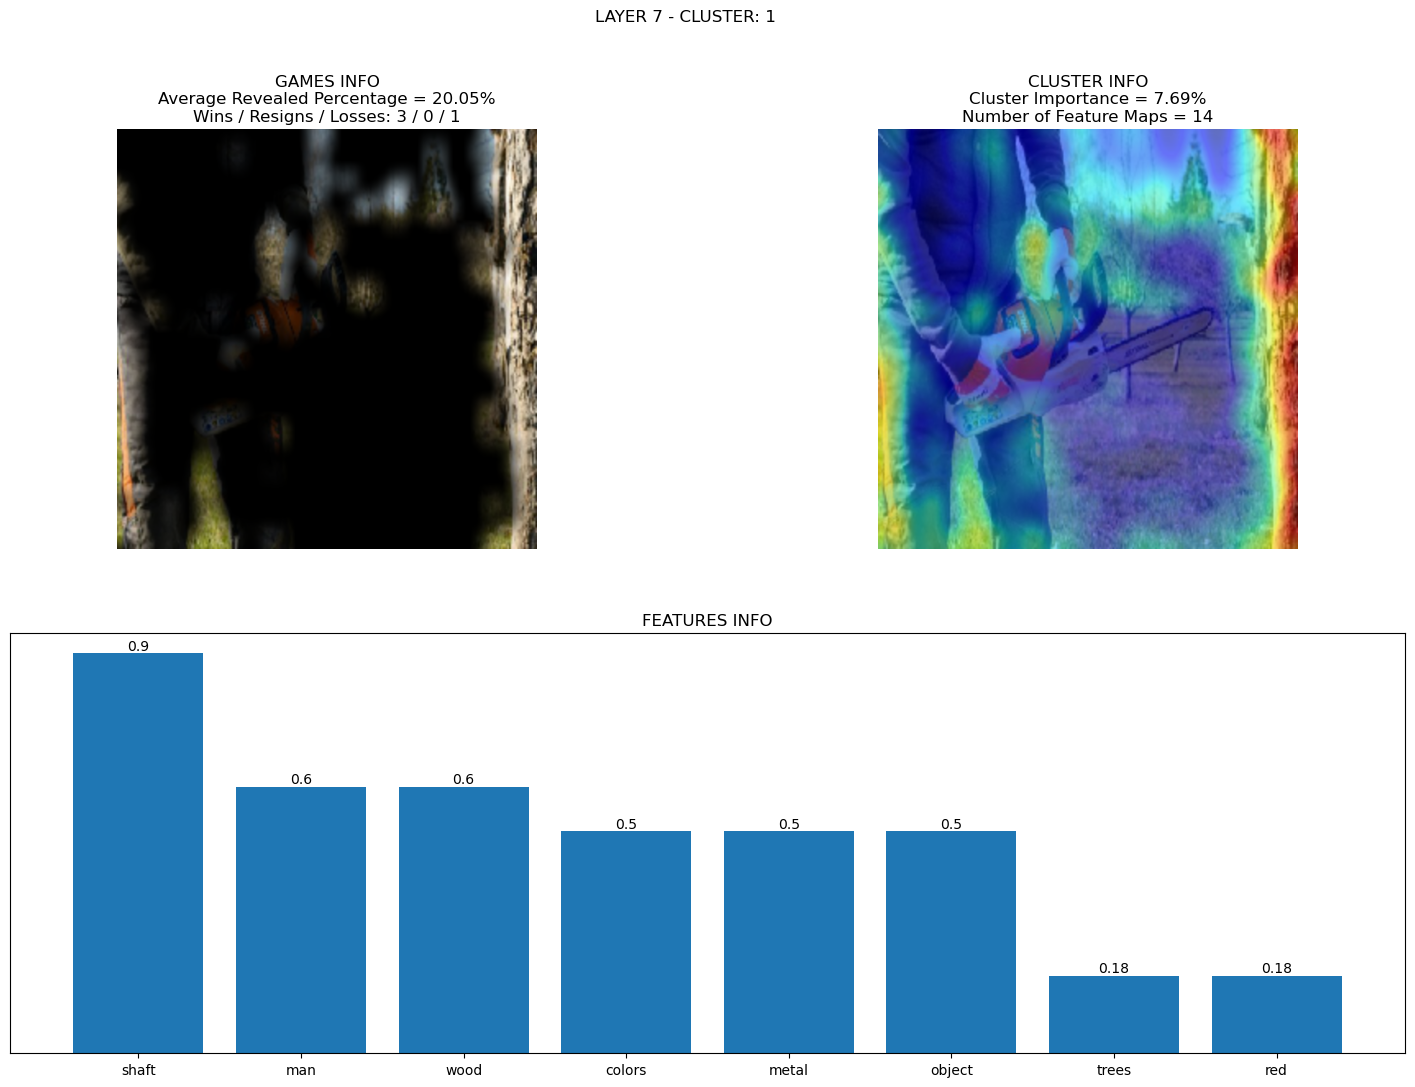 LAYER 7 - CLUSTER: 1
GAMES INFO
Average Revealed Percentage = 20.05%
Wins / Resigns / Losses: 3 / 0 / 1
CLUSTER INFO
Cluster Importance = 7.69%
Number of Feature Maps = 14
FEATURES INFO
0.9
0.6
0.6
0.5
0.5
0.5
0.18
0.18
shaft
man
wood
colors
metal
object
trees
red